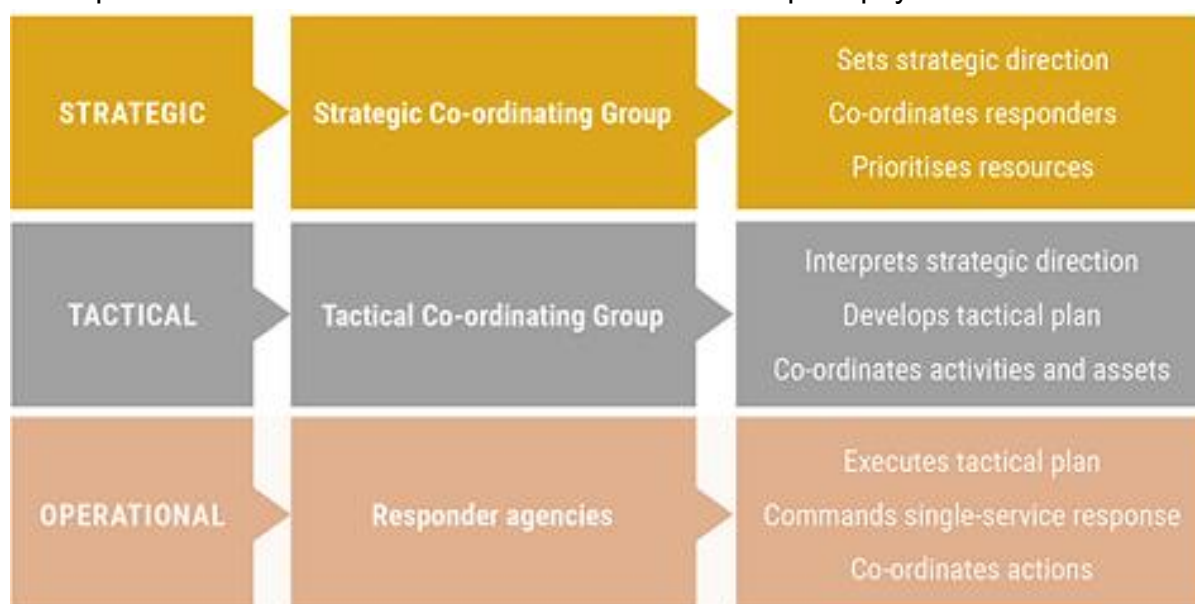 STRATEGIC
Strategic Co-ordinating Group
Sets strategic direction
Co-ordinates responders
Prioritises resources
TACTICAL
Tactical Co-ordinating Group
Interprets strategic direction
Develops tactical plan
Co-ordinates activities and assets
OPERATIONAL
Responder agencies
Executes tactical plan
Commands single-service response
Co-ordinates actions